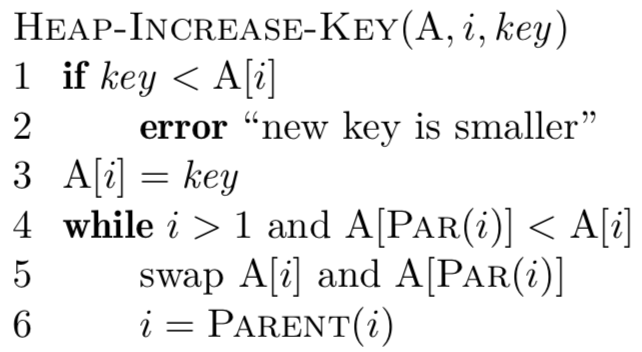 HEAP-INCREASE-KEY(A, i, key)
1 if key < A[i]
2 error “new key is smaller”
3 A[i] = key
4 while i > 1 and A[PAR(i)] < A[i]
5 swap A[i] and A[PAR(i)]
6 i = PARENT(i)